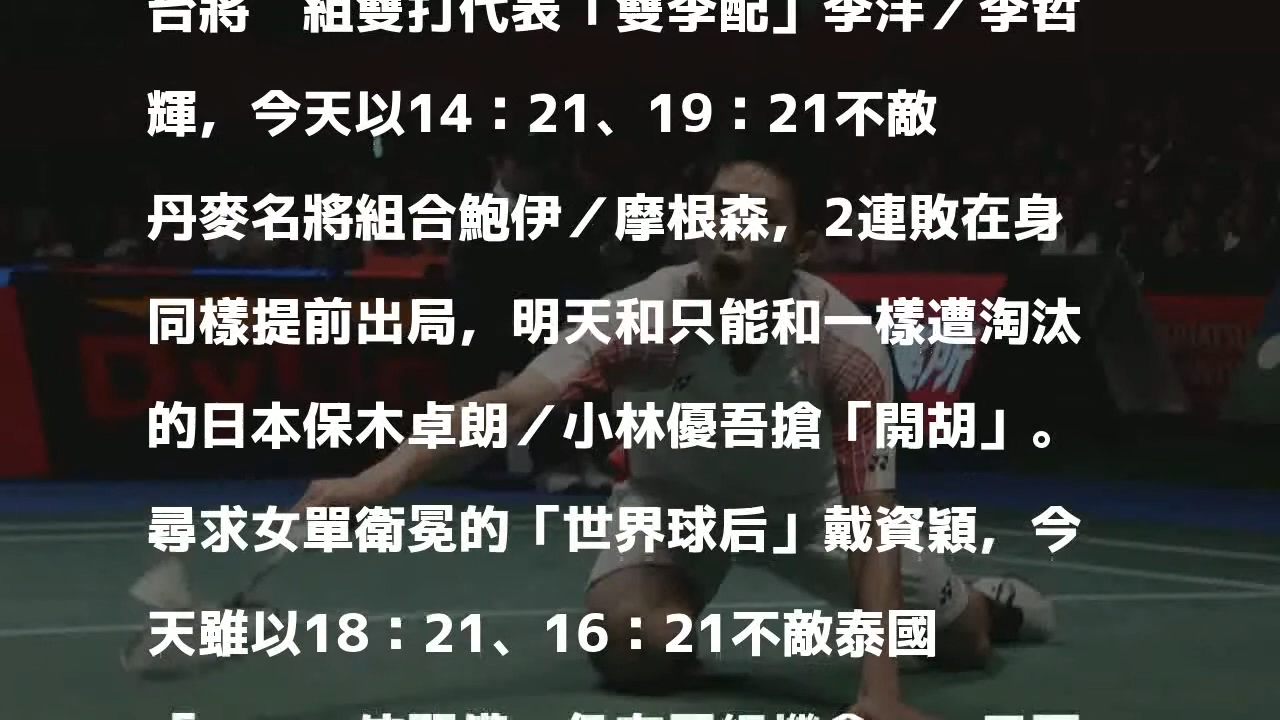 台將　組雙打代表「雙李配」李洋／李哲
輝，今天以14：21、19：21不敵
丹麥名將組合鮑伊／摩根森，2連敗在身
同樣提前出局，明天和只能和一樣遭淘汰
的日本保木卓朗／小林優吾搶「開胡」。
尋求女單衛冕的「世界球后」戴資穎，今
天雖以18：21、16：21不敵泰國